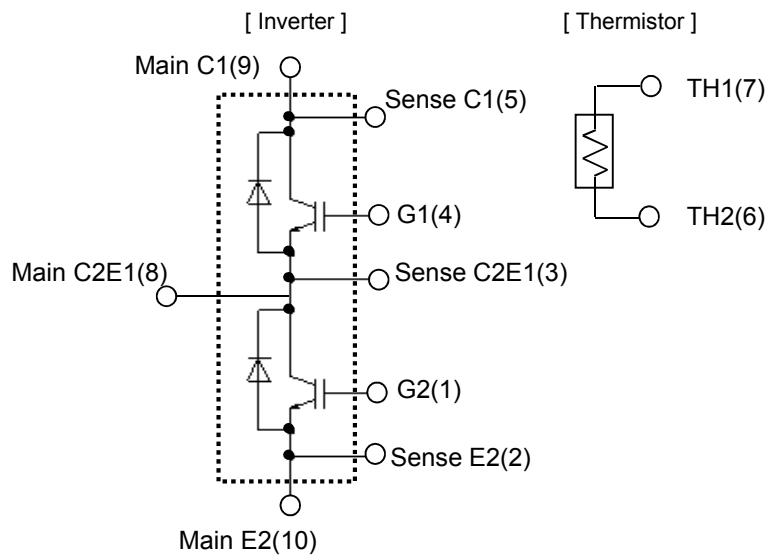 [ Inverter ]
[ Thermistor ]
Main C1(9)
Sense C1(5)
TH1(7)
G1(4)
TH2(6)
Main C2E1(8)
Sense C2E1(3)
G2(1)
Sense E2(2)
Main E2(10)